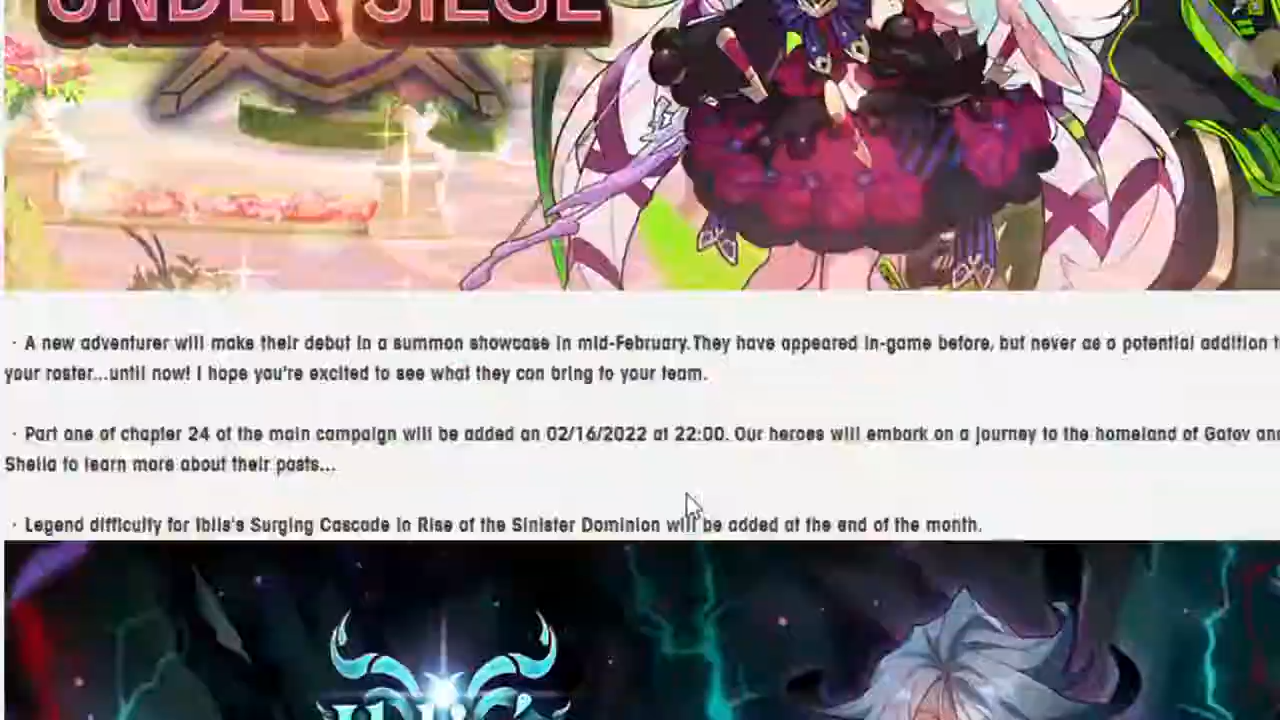 UNDER SIEGE
· A new adventurer will make their debut in a summon showcase in mid-February. They have appeared in-game before, but never as a potential addition t
your roster...until now! I hope you're excited to see what they can bring to your team.
· Part one of chapter 24 of the main campaign will be added on 02/16/2022 at 22:00. Our heroes will embark on a journey to the homeland of Gatov and
Sheila to learn more about their pasts...
· Legend difficulty for Iblis's Surging Cascade in Rise of the Sinister Dominion will be added at the end of the month.
Iblis's